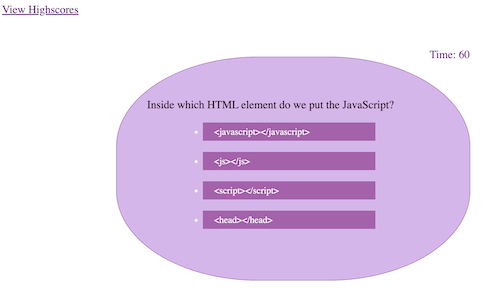 View Highscores
Time: 60
Inside which HTML element do we put the JavaScript?
<javascript></javascript>
<js></js>
<script></script>
<head></head>